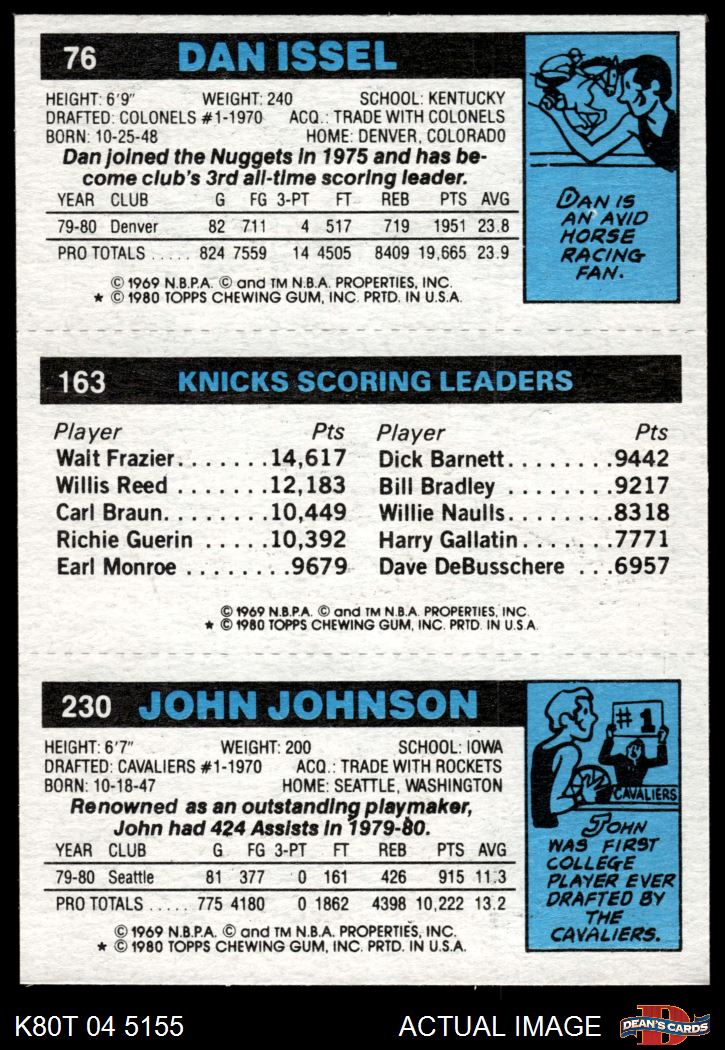 76 DAN ISSEL
HEIGHT: 6'9" WEIGHT: 240 SCHOOL: KENTUCKY
DRAFTED: COLONELS #1-1970 ACQ.: TRADE WITH COLONELS
BORN: 10-25-48 HOME: DENVER, COLORADO
Dan joined the Nuggets in 1975 and has be-
come club's 3rd all-time scoring leader.
YEAR CLUB G FG 3-PT FT REB PTS AVG
79-80 Denver 82 711 4 517 719 1951 23.8
PRO TOTALS ..... 824 7559 14 4505 8409 19,665 23.9
© 1969 N.B.P.A. © and TM N.B.A. PROPERTIES, INC.
★ © 1980 TOPPS CHEWING GUM, INC. PRTD. IN U.S.A.
DAN IS
AN AVID
HORSE
RACING
FAN.
163 KNICKS SCORING LEADERS
Player Pts Player Pts
Walt Frazier.......14,617 Dick Barnett........9442
Willis Reed .......12,183 Bill Bradley ........9217
Carl Braun........10,449 Willie Naulls........8318
Richie Guerin .....10,392 Harry Gallatin.......7771
Earl Monroe ........9679 Dave DeBusschere ...6957
© 1969 N.B.P.A. © and TM N.B.A. PROPERTIES, INC.
★ © 1980 TOPPS CHEWING GUM, INC. PRTD. IN U.S.A.
230 JOHN JOHNSON
HEIGHT: 6'7" WEIGHT: 200 SCHOOL: IOWA
DRAFTED: CAVALIERS #1-1970 ACQ.: TRADE WITH ROCKETS
BORN: 10-18-47 HOME: SEATTLE, WASHINGTON
Renowned as an outstanding playmaker,
John had 424 Assists in 1979-80.
YEAR CLUB G FG 3-PT FT REB PTS AVG
79-80 Seattle 81 377 0 161 426 915 11.3
PRO TOTALS ..... 775 4180 0 1862 4398 10,222 13.2
© 1969 N.B.P.A. © and TM N.B.A. PROPERTIES, INC.
★ © 1980 TOPPS CHEWING GUM, INC. PRTD. IN U.S.A.
#1
CAVALIERS
JOHN
WAS FIRST
COLLEGE
PLAYER EVER
DRAFTED BY
THE
CAVALIERS.
K80T 04 5155 ACTUAL IMAGE
D
DEAN'S CARDS